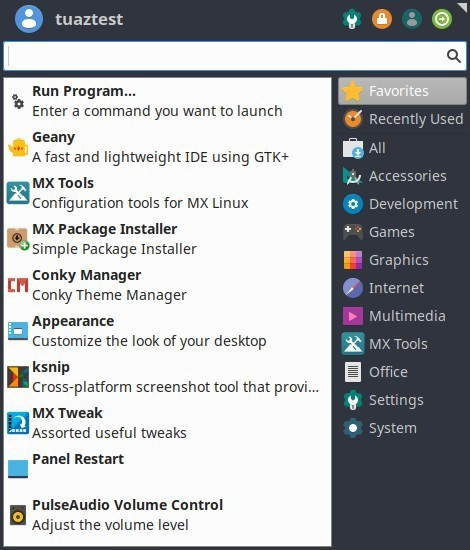 tuaztest
Run Program...
Enter a command you want to launch
Geany
A fast and lightweight IDE using GTK+
MX Tools
Configuration tools for MX Linux
MX Package Installer
Simple Package Installer
Conky Manager
Conky Theme Manager
Appearance
Customize the look of your desktop
ksnip
Cross-platform screenshot tool that provi...
MX Tweak
Assorted useful tweaks
Panel Restart
PulseAudio Volume Control
Adjust the volume level
Favorites
Recently Used
All
Accessories
Development
Games
Graphics
Internet
Multimedia
MX Tools
Office
Settings
System